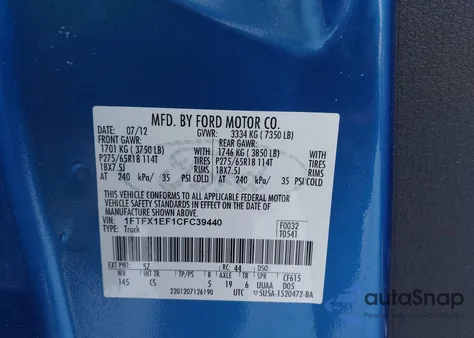 MFD. BY FORD MOTOR CO.
DATE: 07/12 GVWR: 3334 KG ( 7350 LB)
FRONT GAWR: REAR GAWR:
1701 KG ( 3750 LB) 1746 KG ( 3850 LB)
P275/65R18 114T TIRES P275/65R18 114T TIRES
18X7.5J RIMS 18X7.5J RIMS
AT 240 kPa/ 35 PSI COLD AT 240 kPa/ 35 PSI COLD
THIS VEHICLE CONFORMS TO ALL APPLICABLE FEDERAL MOTOR
VEHICLE SAFETY STANDARDS IN EFFECT ON THE DATE OF
MANUFACTURE SHOWN ABOVE.
VIN: 1FTFX1EF1CFC39440 F0032
TYPE: Truck T0541
EXT PNT: SZ RC: 44 DSO:
WB INT TR TP/PS R AXLE TR SPR CF615
145 CS 5 19 6 UUAA D05
2201207126190 UTC 5U5A-1520472-BA
autoSnap